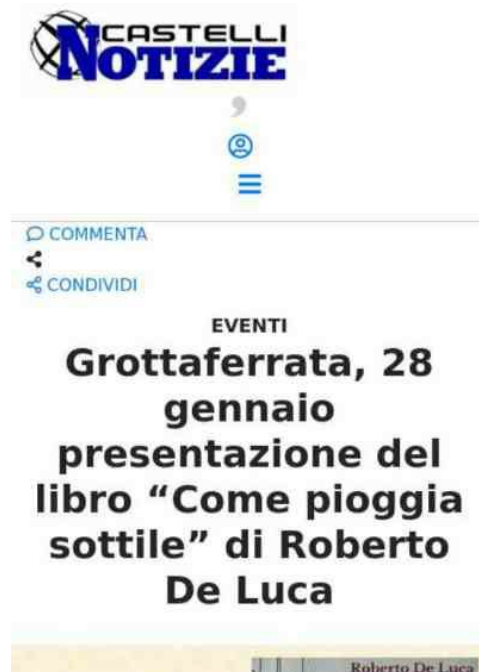 CASTELLI
NOTIZIE
COMMENTA
CONDIVIDI
EVENTI
Grottaferrata, 28
gennaio
presentazione del
libro “Come pioggia
sottile” di Roberto
De Luca
Roberto De Luca